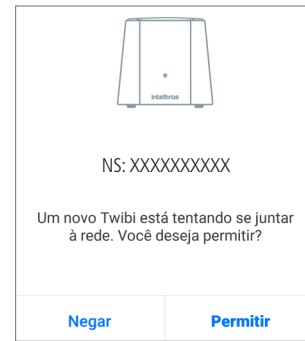 intelbras
NS: XXXXXXXXXX
Um novo Twibi está tentando se juntar
à rede. Você deseja permitir?
Negar
Permitir